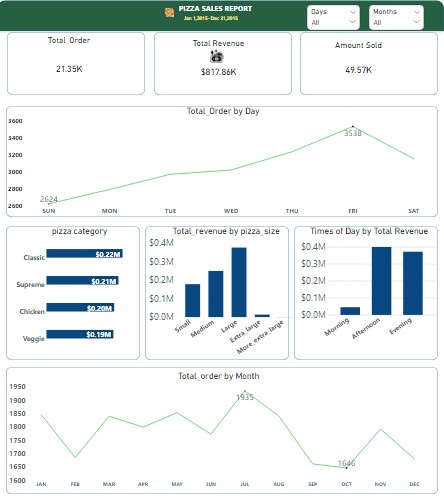 PIZZA SALES REPORT
Jan 1,2015- Dec 31,2015
Days
All
Months
All
Total_Order
21.35K
Total Revenue
$817.86K
Amount Sold
49.57K
Total_Order by Day
3600
3400
3200
3000
2800
2600
2624
3538
SUN MON TUE WED THU FRI SAT
pizza category
Classic $0.22M
Supreme $0.21M
Chicken $0.20M
Veggie $0.19M
Total_revenue by pizza_size
$0.4M
$0.3M
$0.2M
$0.1M
$0.0M
Small Medium Large Extra_large More_extra_large
Times of Day by Total Revenue
$0.4M
$0.3M
$0.2M
$0.1M
$0.0M
Morning Afternoon Evening
Total_order by Month
1950
1900
1850
1800
1750
1700
1650
1600
1935
1646
JAN FEB MAR APR MAY JUN JUL AUG SEP OCT NOV DEC